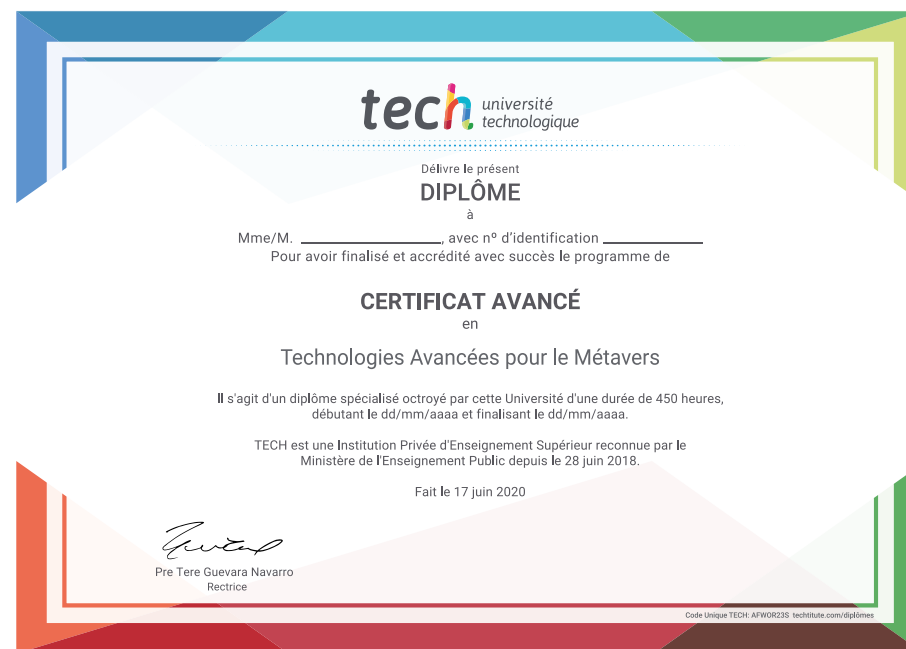 tech université
technologique
Délivre le présent
DIPLÔME
à
Mme/M. ____________________, avec nº d'identification ______________
Pour avoir finalisé et accrédité avec succès le programme de
CERTIFICAT AVANCÉ
en
Technologies Avancées pour le Métavers
Il s'agit d'un diplôme spécialisé octroyé par cette Université d'une durée de 450 heures,
débutant le dd/mm/aaaa et finalisant le dd/mm/aaaa.
TECH est une Institution Privée d'Enseignement Supérieur reconnue par le
Ministère de l'Enseignement Public depuis le 28 juin 2018.
Fait le 17 juin 2020
Pre Tere Guevara Navarro
Rectrice
Code Unique TECH: AFWOR23S techtitute.com/diplômes